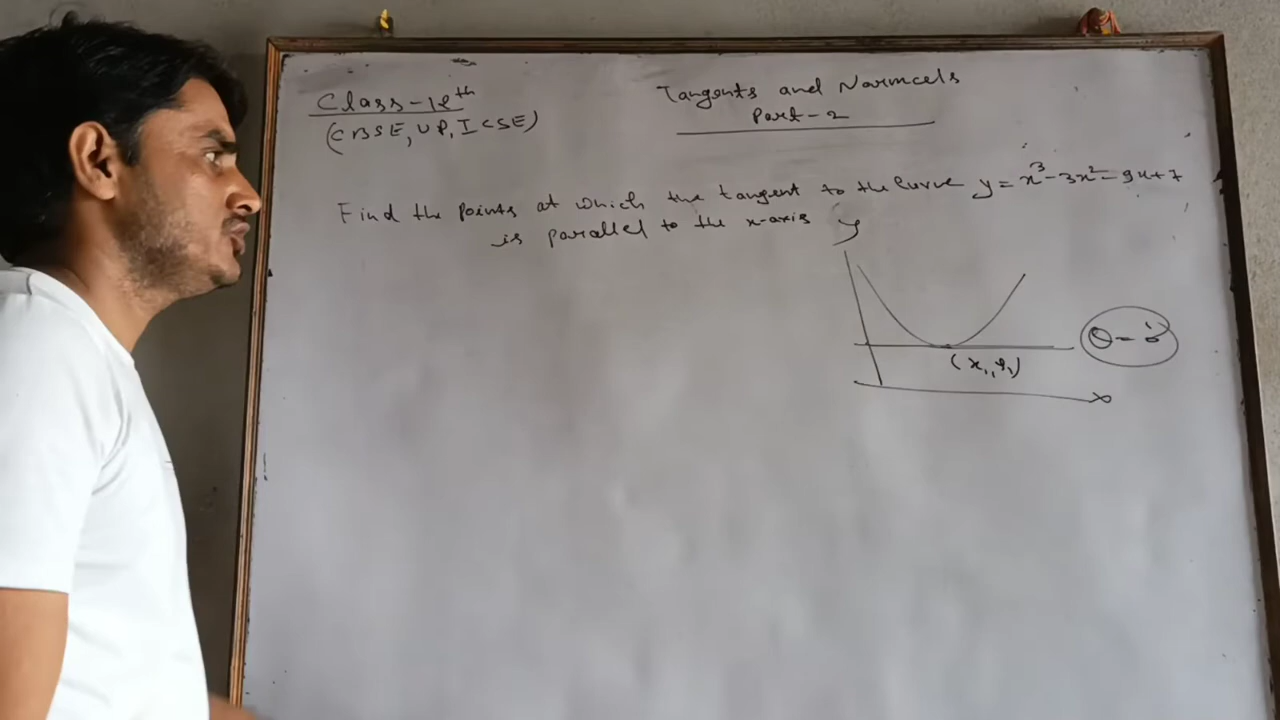 Class-12th
(CBSE, UP, ICSE)
Tangents and Normals
Part-2
Find the points at which the tangent to the curve y = x³-3x²-9x+7
is parallel to the x-axis
y
θ = 0°
(x₁, y₁)
x